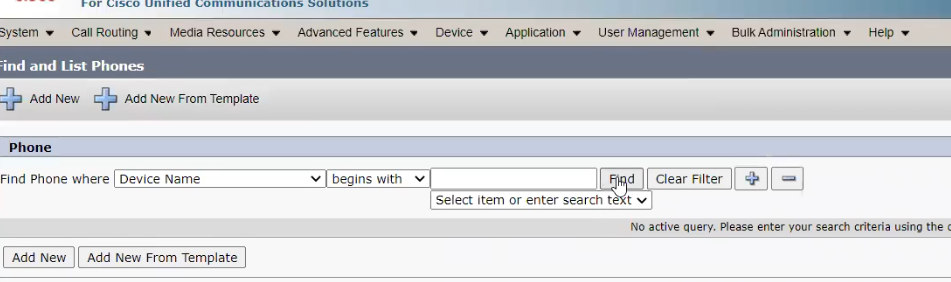 For Cisco Unified Communications Solutions
System Call Routing Media Resources Advanced Features Device Application User Management Bulk Administration Help
Find and List Phones
Add New Add New From Template
Phone
Find Phone where Device Name begins with Find Clear Filter
Select item or enter search text
No active query. Please enter your search criteria using the
Add New Add New From Template